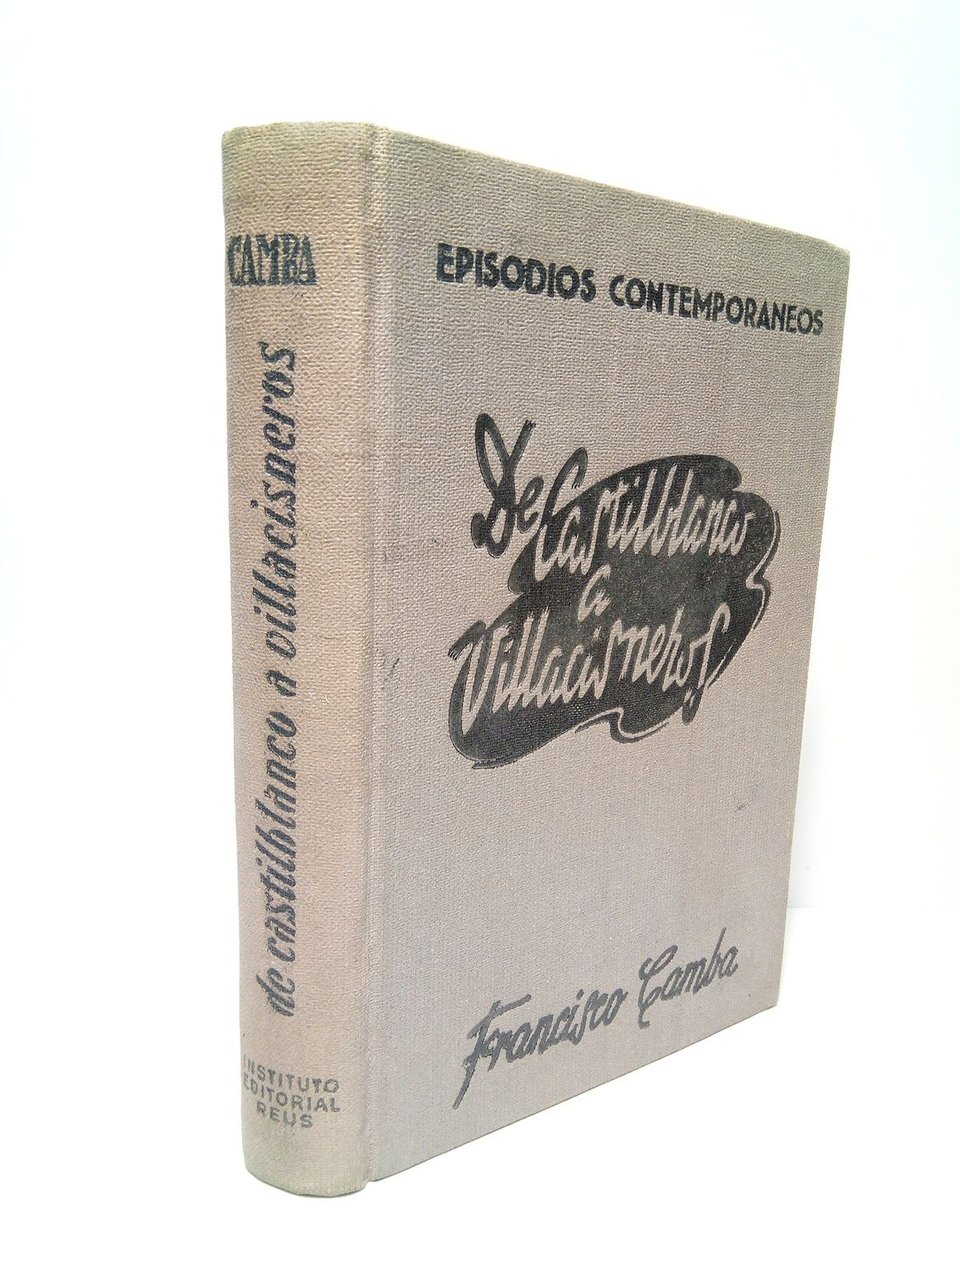 CAMBA
de castilblanco a villacisneros
INSTITUTO
EDITORIAL
REUS
EPISODIOS CONTEMPORANEOS
De Castilblanco
a
Villacisneros
Francisco Camba